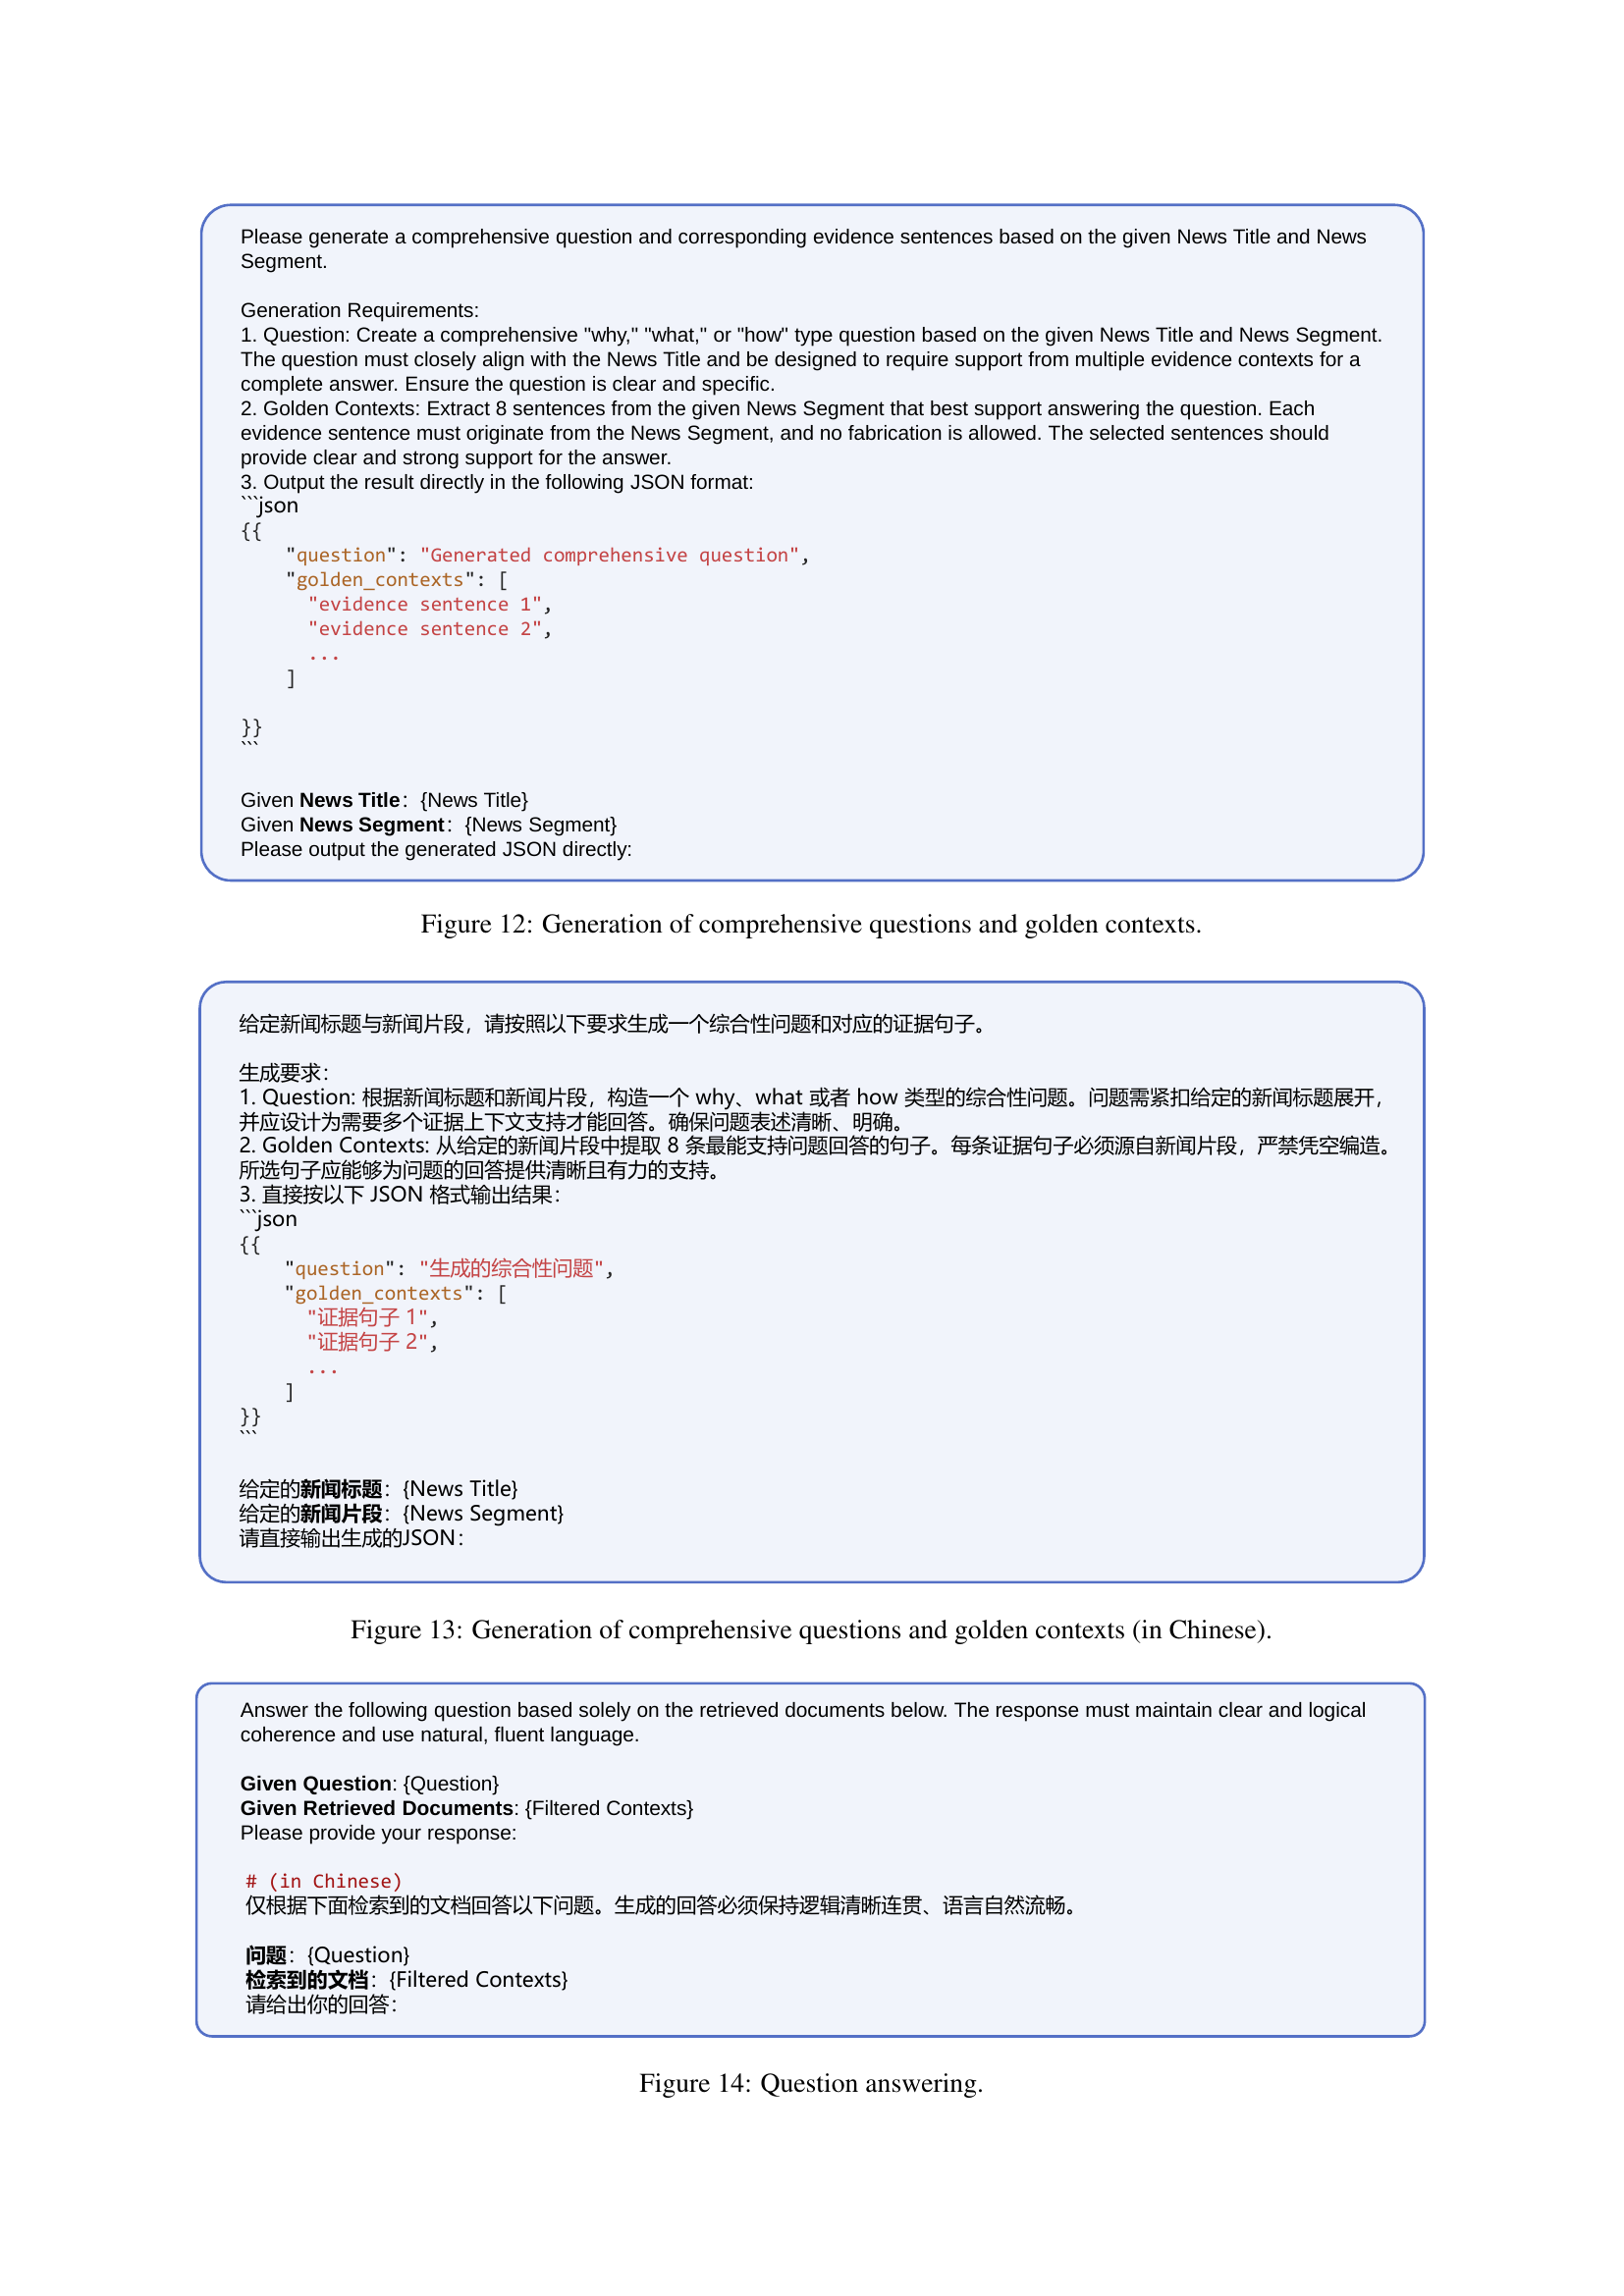 Please generate a comprehensive question and corresponding evidence sentences based on the given News Title and News
Segment.
Generation Requirements:
1. Question: Create a comprehensive "why," "what," or "how" type question based on the given News Title and News Segment.
The question must closely align with the News Title and be designed to require support from multiple evidence contexts for a
complete answer. Ensure the question is clear and specific.
2. Golden Contexts: Extract 8 sentences from the given News Segment that best support answering the question. Each
evidence sentence must originate from the News Segment, and no fabrication is allowed. The selected sentences should
provide clear and strong support for the answer.
3. Output the result directly in the following JSON format:
```json
{{
"question": "Generated comprehensive question",
"golden_contexts": [
"evidence sentence 1",
"evidence sentence 2",
...
]
}}
```
Given News Title：{News Title}
Given News Segment：{News Segment}
Please output the generated JSON directly:
Figure 12: Generation of comprehensive questions and golden contexts.
给定新闻标题与新闻片段，请按照以下要求生成一个综合性问题和对应的证据句子。
生成要求：
1. Question: 根据新闻标题和新闻片段，构造一个 why、what 或者 how 类型的综合性问题。问题需紧扣给定的新闻标题展开，
并应设计为需要多个证据上下文支持才能回答。确保问题表述清晰、明确。
2. Golden Contexts: 从给定的新闻片段中提取 8 条最能支持问题回答的句子。每条证据句子必须源自新闻片段，严禁凭空编造。
所选句子应能够为问题的回答提供清晰且有力的支持。
3. 直接按以下 JSON 格式输出结果：
```json
{{
"question": "生成的综合性问题",
"golden_contexts": [
"证据句子 1",
"证据句子 2",
...
]
}}
```
给定的新闻标题：{News Title}
给定的新闻片段：{News Segment}
请直接输出生成的JSON：
Figure 13: Generation of comprehensive questions and golden contexts (in Chinese).
Answer the following question based solely on the retrieved documents below. The response must maintain clear and logical
coherence and use natural, fluent language.
Given Question: {Question}
Given Retrieved Documents: {Filtered Contexts}
Please provide your response:
# (in Chinese)
仅根据下面检索到的文档回答以下问题。生成的回答必须保持逻辑清晰连贯、语言自然流畅。
问题：{Question}
检索到的文档：{Filtered Contexts}
请给出你的回答：
Figure 14: Question answering.